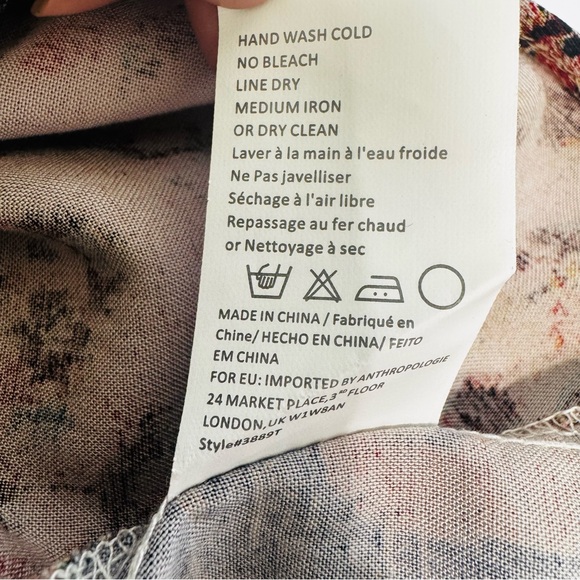 HAND WASH COLD
NO BLEACH
LINE DRY
MEDIUM IRON
OR DRY CLEAN
Laver à la main à l'eau froide
Ne Pas javelliser
Séchage à l'air libre
Repassage au fer chaud
or Nettoyage à sec
MADE IN CHINA / Fabriqué en
Chine/ HECHO EN CHINA/ FEITO
EM CHINA
FOR EU: IMPORTED BY ANTHROPOLOGIE
24 MARKET PLACE,3RD FLOOR
LONDON,UK W1W8AN
Style#3889T